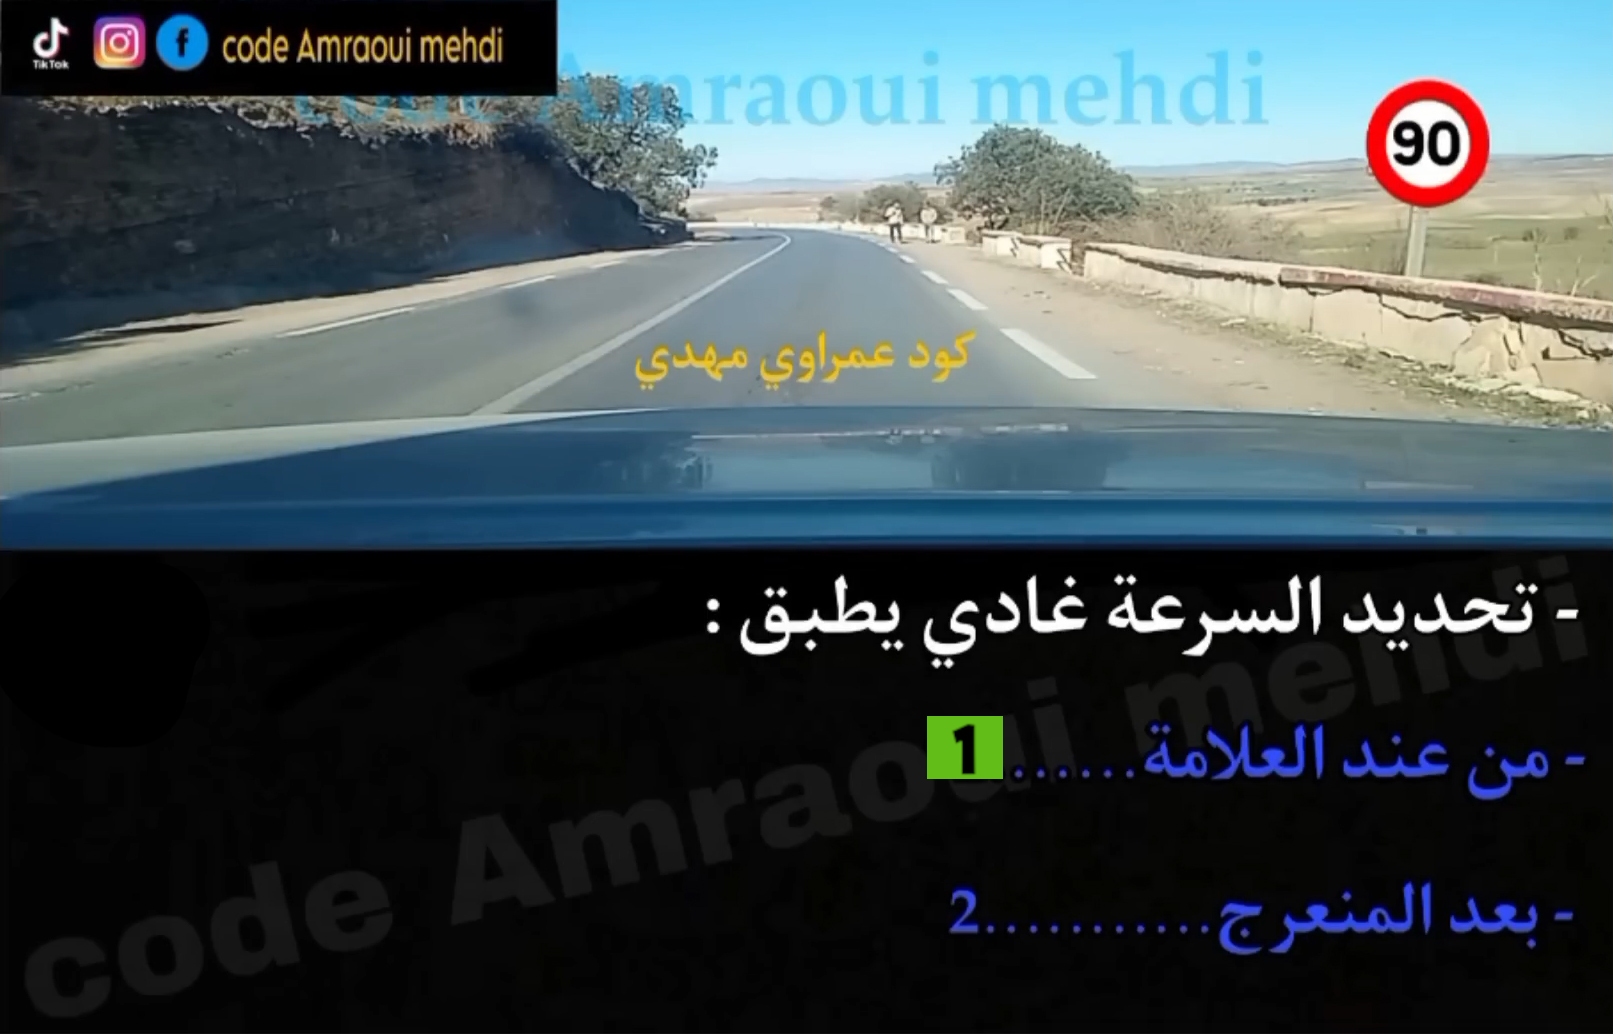 TikTok
code Amraoui mehdi
code Amraoui mehdi
90
كود عمراوي مهدي
- تحديد السرعة غادي يطبق :
- من عند العلامة......1
- بعد المنعرج...........2
code Amraoui mehdi